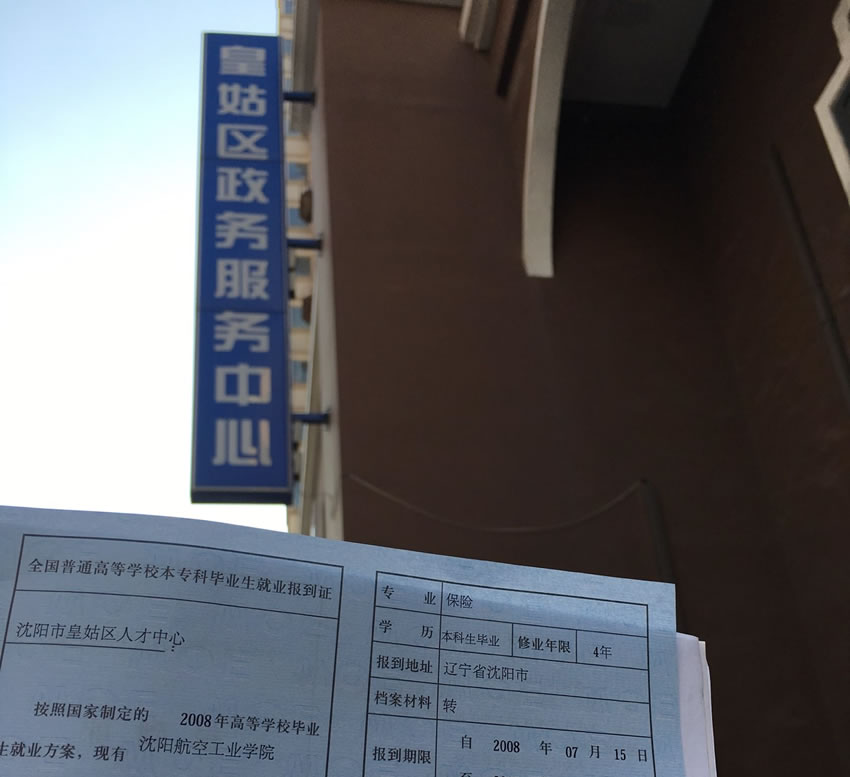 皇姑区政务服务中心
全国普通高等学校本专科毕业生就业报到证
沈阳市皇姑区人才中心:
按照国家制定的 2008年高等学校毕业
生就业方案，现有 沈阳航空工业学院
专业 保险
学历 本科生毕业 修业年限 4年
报到地址 辽宁省沈阳市
档案材料 转
报到期限 自 2008 年 07 月 15 日